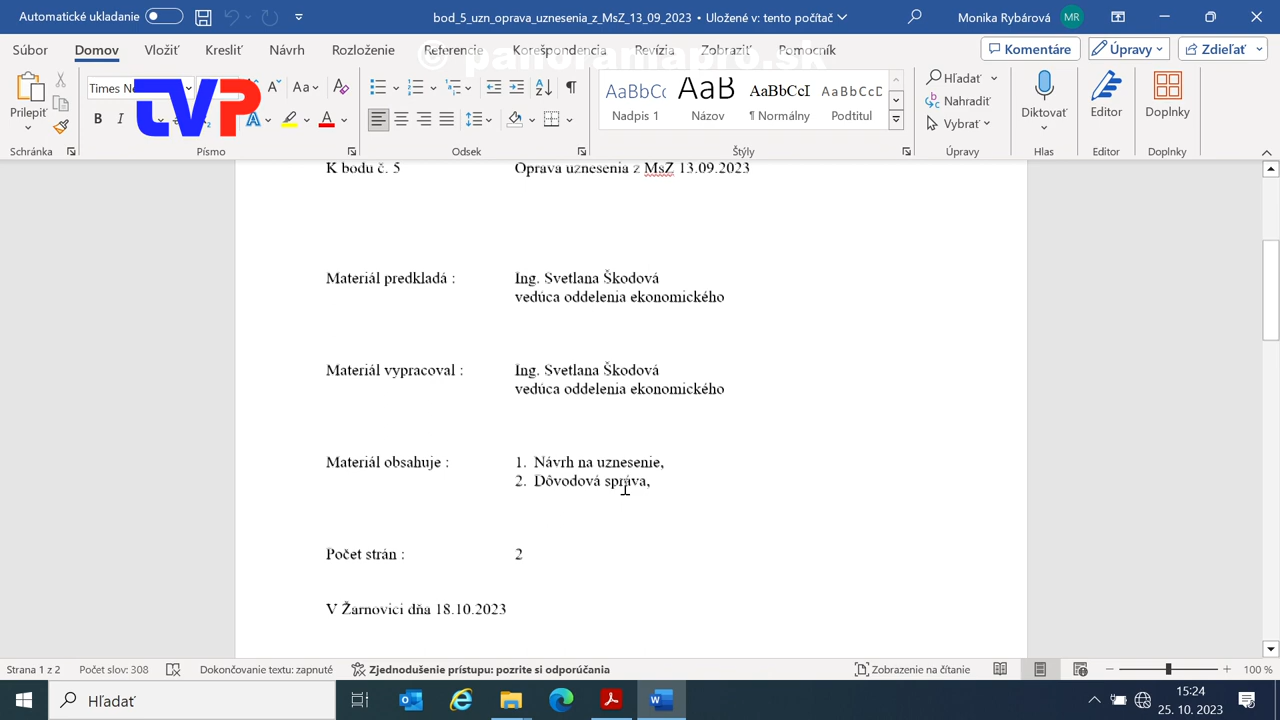 Automatické ukladanie
bod_5_uzn_oprava_uznesenia_z_MsZ_13_09_2023 • Uložené v: tento počítač
Monika Rybárová MR
Súbor Domov Vložiť Kresliť Návrh Rozloženie Referencie Korešpondencia Revízia Zobraziť Pomocník
Komentáre Úpravy Zdieľať
© panoramapro.sk
TVP
Prilepiť
Times N
Aa
B I
AaBbCc AaB AaBbCcI AaBbCcD
Nadpis 1 Názov ¶ Normálny Podtitul
Hľadať
Nahradiť
Vybrať
Diktovať
Editor
Doplnky
Schránka Písmo Odsek Štýly Úpravy Hlas Editor Doplnky
K bodu č. 5 Oprava uznesenia z MsZ 13.09.2023
Materiál predkladá : Ing. Svetlana Škodová
vedúca oddelenia ekonomického
Materiál vypracoval : Ing. Svetlana Škodová
vedúca oddelenia ekonomického
Materiál obsahuje : 1. Návrh na uznesenie,
2. Dôvodová správa,
Počet strán : 2
V Žarnovici dňa 18.10.2023
Strana 1 z 2 Počet slov: 308 Dokončovanie textu: zapnuté Zjednodušenie prístupu: pozrite si odporúčania Zobrazenie na čítanie 100 %
Hľadať
15:24
25. 10. 2023